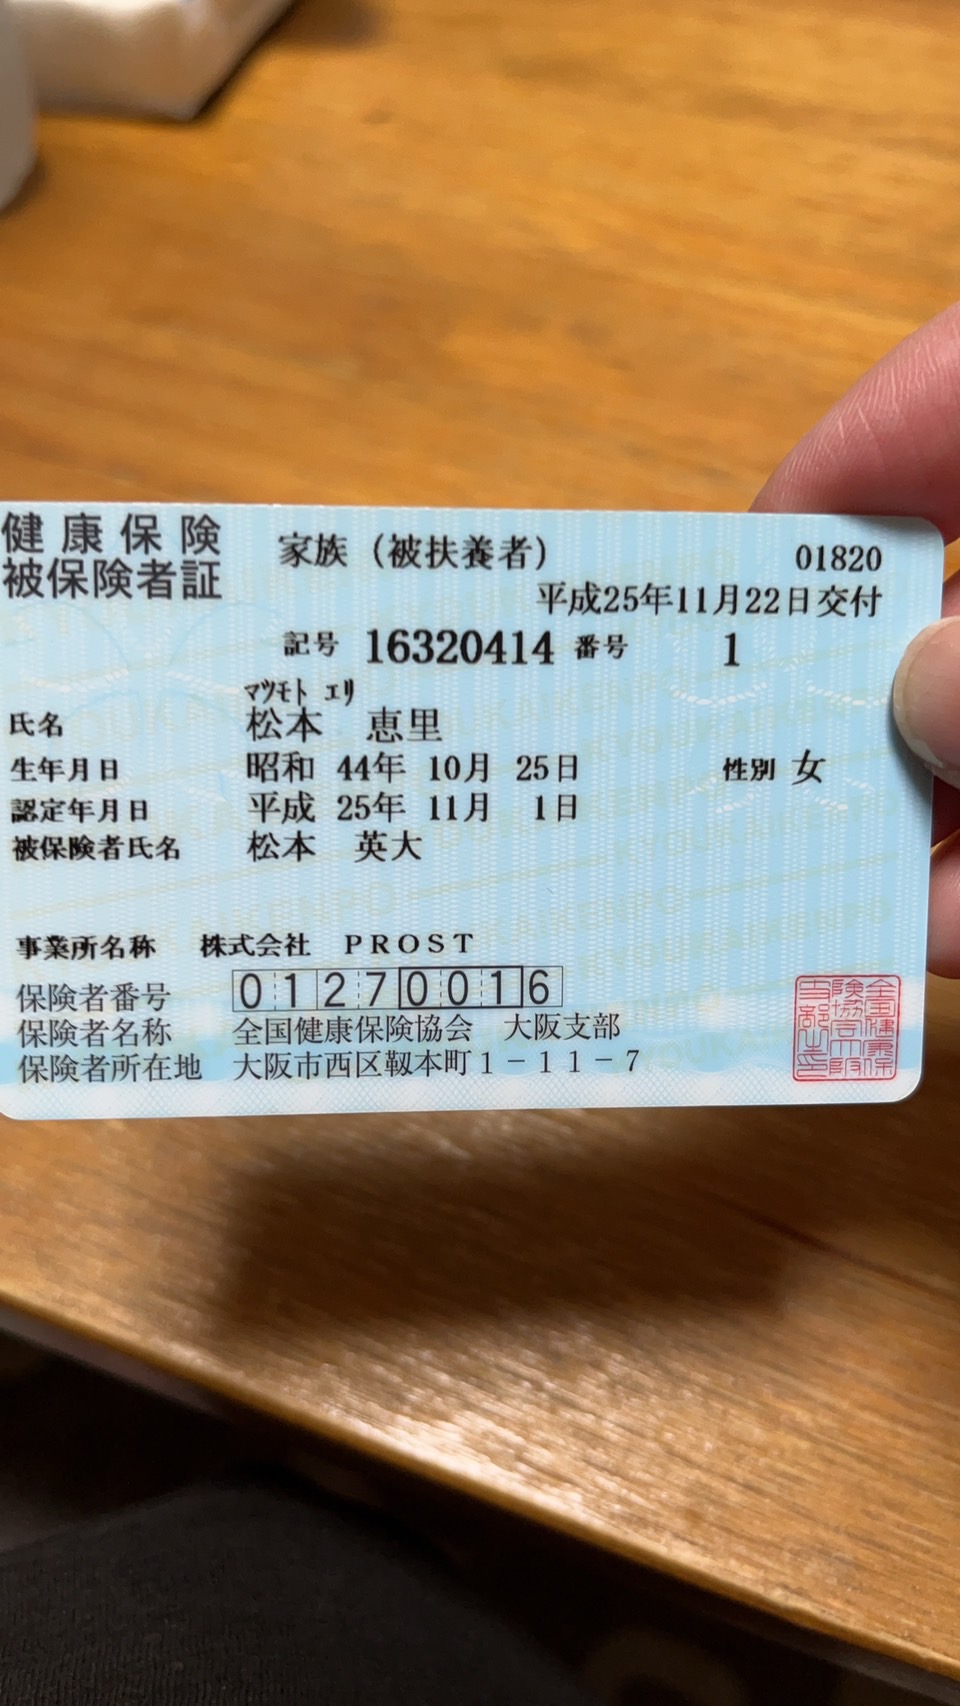 健康保険
被保険者証
家族（被扶養者）
01820
平成25年11月22日交付
記号 16320414 番号 1
マツモト エリ
氏名 松本 恵里
生年月日 昭和 44年 10月 25日 性別 女
認定年月日 平成 25年 11月 1日
被保険者氏名 松本 英大
事業所名称 株式会社 PROST
保険者番号 01270016
保険者名称 全国健康保険協会 大阪支部
保険者所在地 大阪市西区靱本町1－11－7